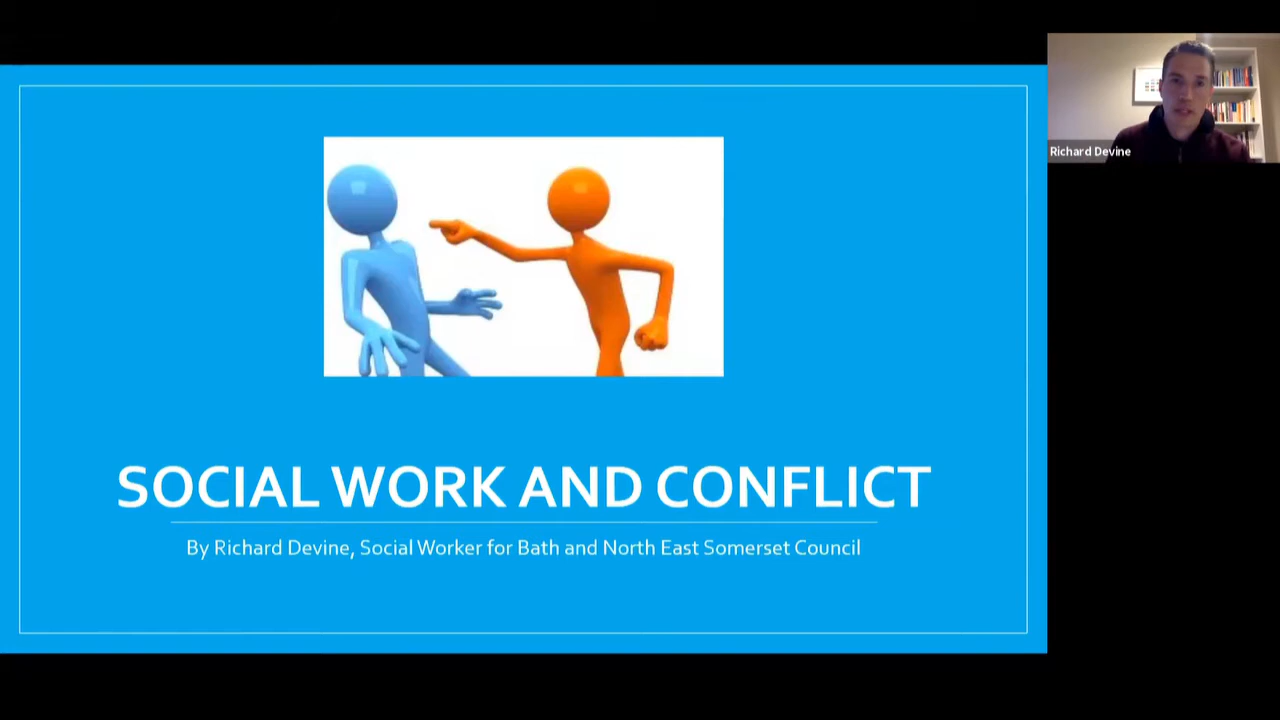 SOCIAL WORK AND CONFLICT
By Richard Devine, Social Worker for Bath and North East Somerset Council
Richard Devine